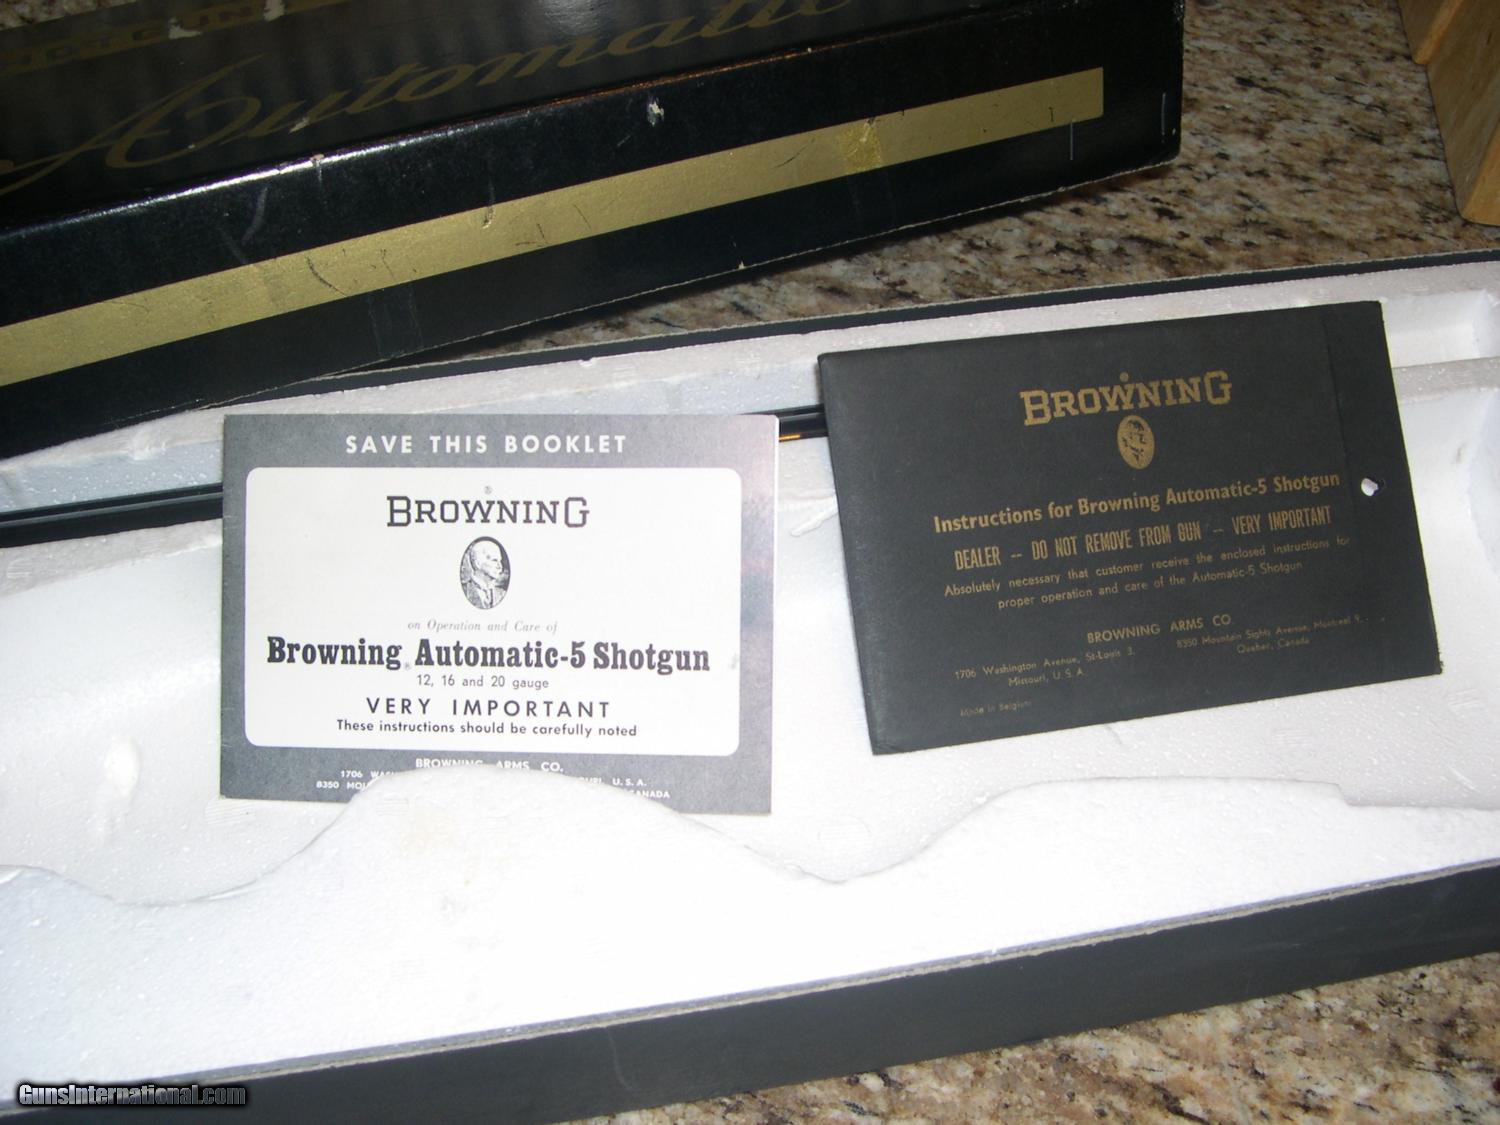 Automatic
SAVE THIS BOOKLET
BROWNING
on Operation and Care of
Browning Automatic-5 Shotgun
12, 16 and 20 gauge
VERY IMPORTANT
These instructions should be carefully noted
BROWNING ARMS CO.
1706 U.S.A.
8350 CANADA
BROWNING
Instructions for Browning Automatic-5 Shotgun
DEALER -- DO NOT REMOVE FROM GUN -- VERY IMPORTANT
Absolutely necessary that customer receive the enclosed instructions for
proper operation and care of the Automatic-5 Shotgun
BROWNING ARMS CO.
1706 Washington Avenue, St-Louis 3,
Missouri, U. S. A.
8350 Mountain Sights Avenue, Montreal 9,
Quebec, Canada
Made in Belgium
GunsInternational.com